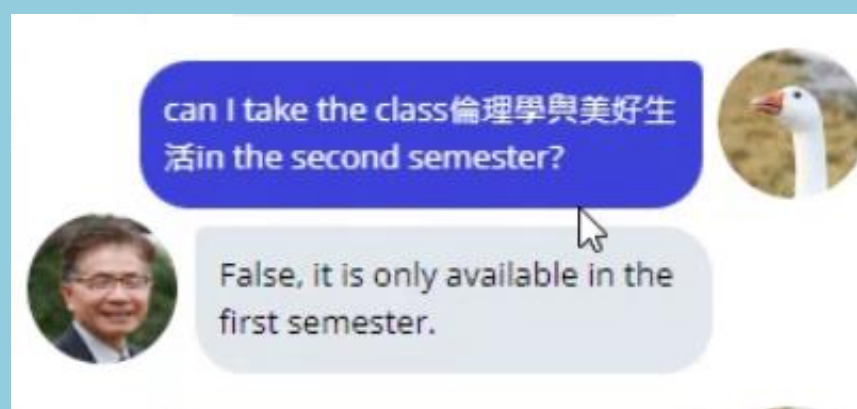 can I take the class倫理學與美好生
活in the second semester?
False, it is only available in the
first semester.